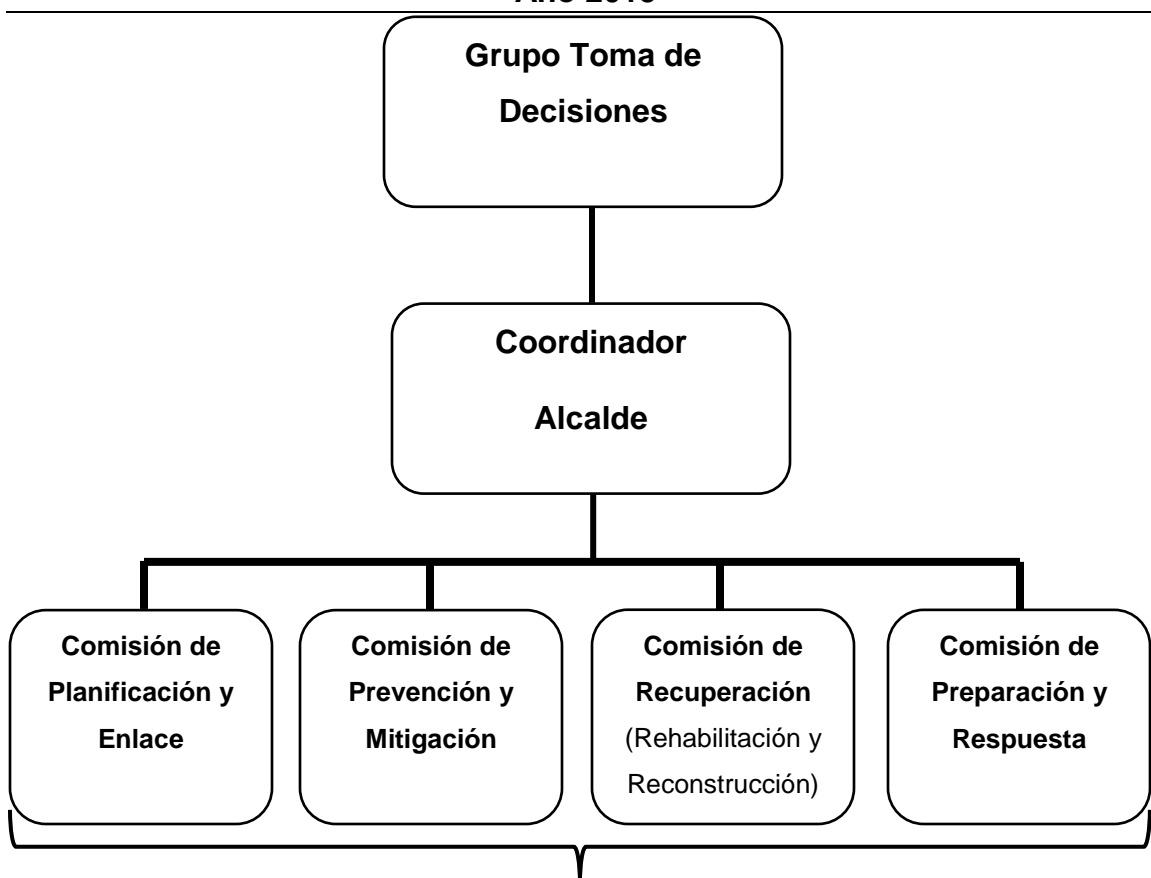 Grupo Toma de
Decisiones
Coordinador
Alcalde
Comisión de
Planificación y
Enlace
Comisión de
Prevención y
Mitigación
Comisión de
Recuperación
(Rehabilitación y
Reconstrucción)
Comisión de
Preparación y
Respuesta